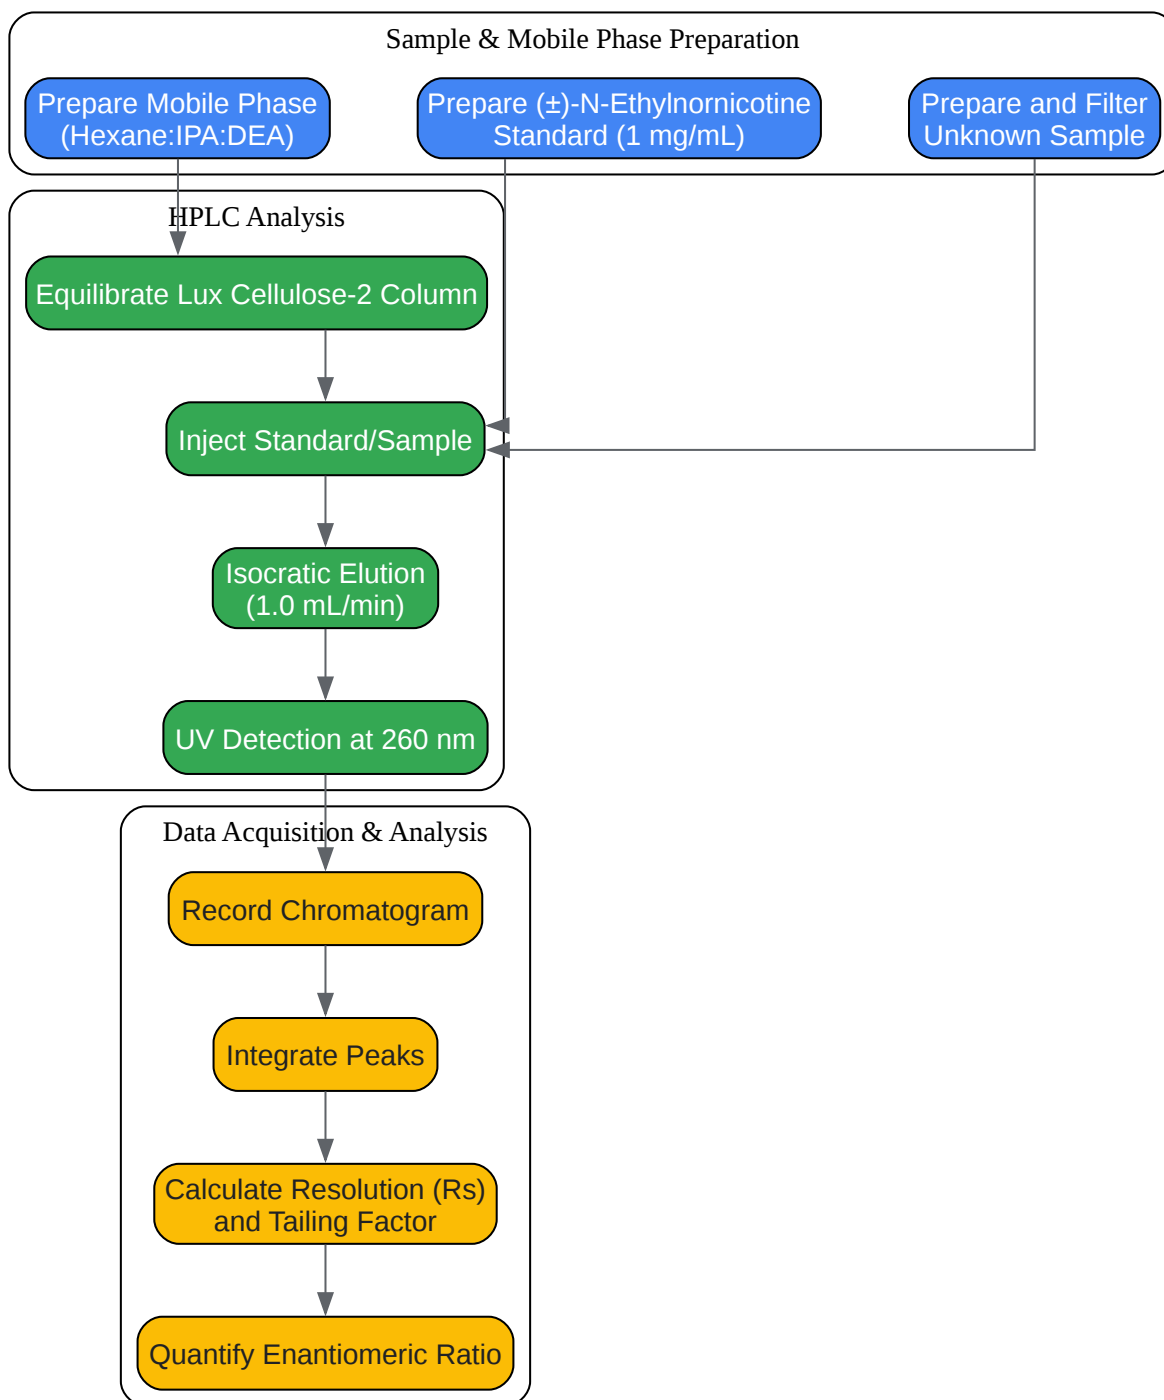 Sample & Mobile Phase Preparation
Prepare Mobile Phase
(Hexane:IPA:DEA)
Prepare (±)-N-Ethylnornicotine
Standard (1 mg/mL)
Prepare and Filter
Unknown Sample
HPLC Analysis
Equilibrate Lux Cellulose-2 Column
Inject Standard/Sample
Isocratic Elution
(1.0 mL/min)
UV Detection at 260 nm
Data Acquisition & Analysis
Record Chromatogram
Integrate Peaks
Calculate Resolution (Rs)
and Tailing Factor
Quantify Enantiomeric Ratio